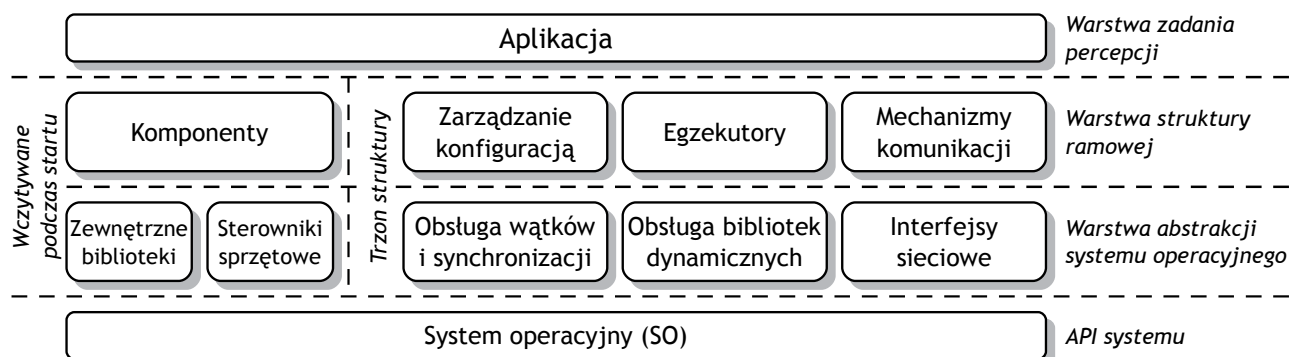 Aplikacja
Warstwa zadania
percepcji
Wczytywane
podczas startu
Komponenty
Trzon struktury
Zarządzanie
konfiguracją
Egzekutory
Mechanizmy
komunikacji
Warstwa struktury
ramowej
Zewnętrzne
biblioteki
Sterowniki
sprzętowe
Obsługa wątków
i synchronizacji
Obsługa bibliotek
dynamicznych
Interfejsy
sieciowe
Warstwa abstrakcji
systemu operacyjnego
System operacyjny (SO)
API systemu